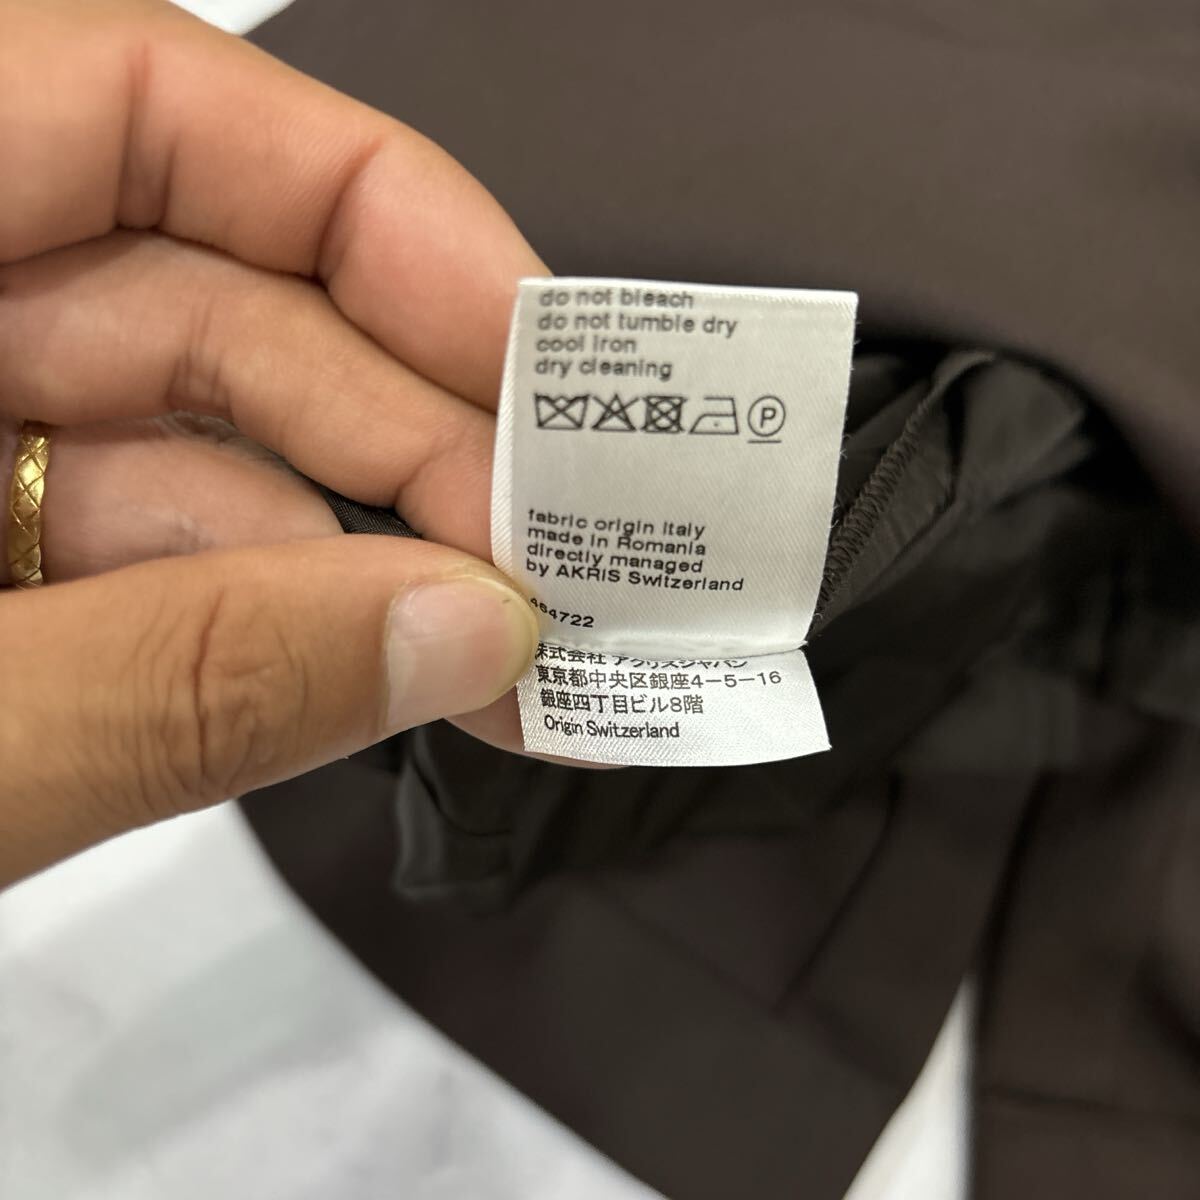 do not bleach
do not tumble dry
cool iron
dry cleaning
P
fabric origin Italy
made in Romania
directly managed
by AKRIS Switzerland
464722
株式会社 アクリスジャパン
東京都中央区銀座4-5-16
銀座四丁目ビル8階
Origin Switzerland